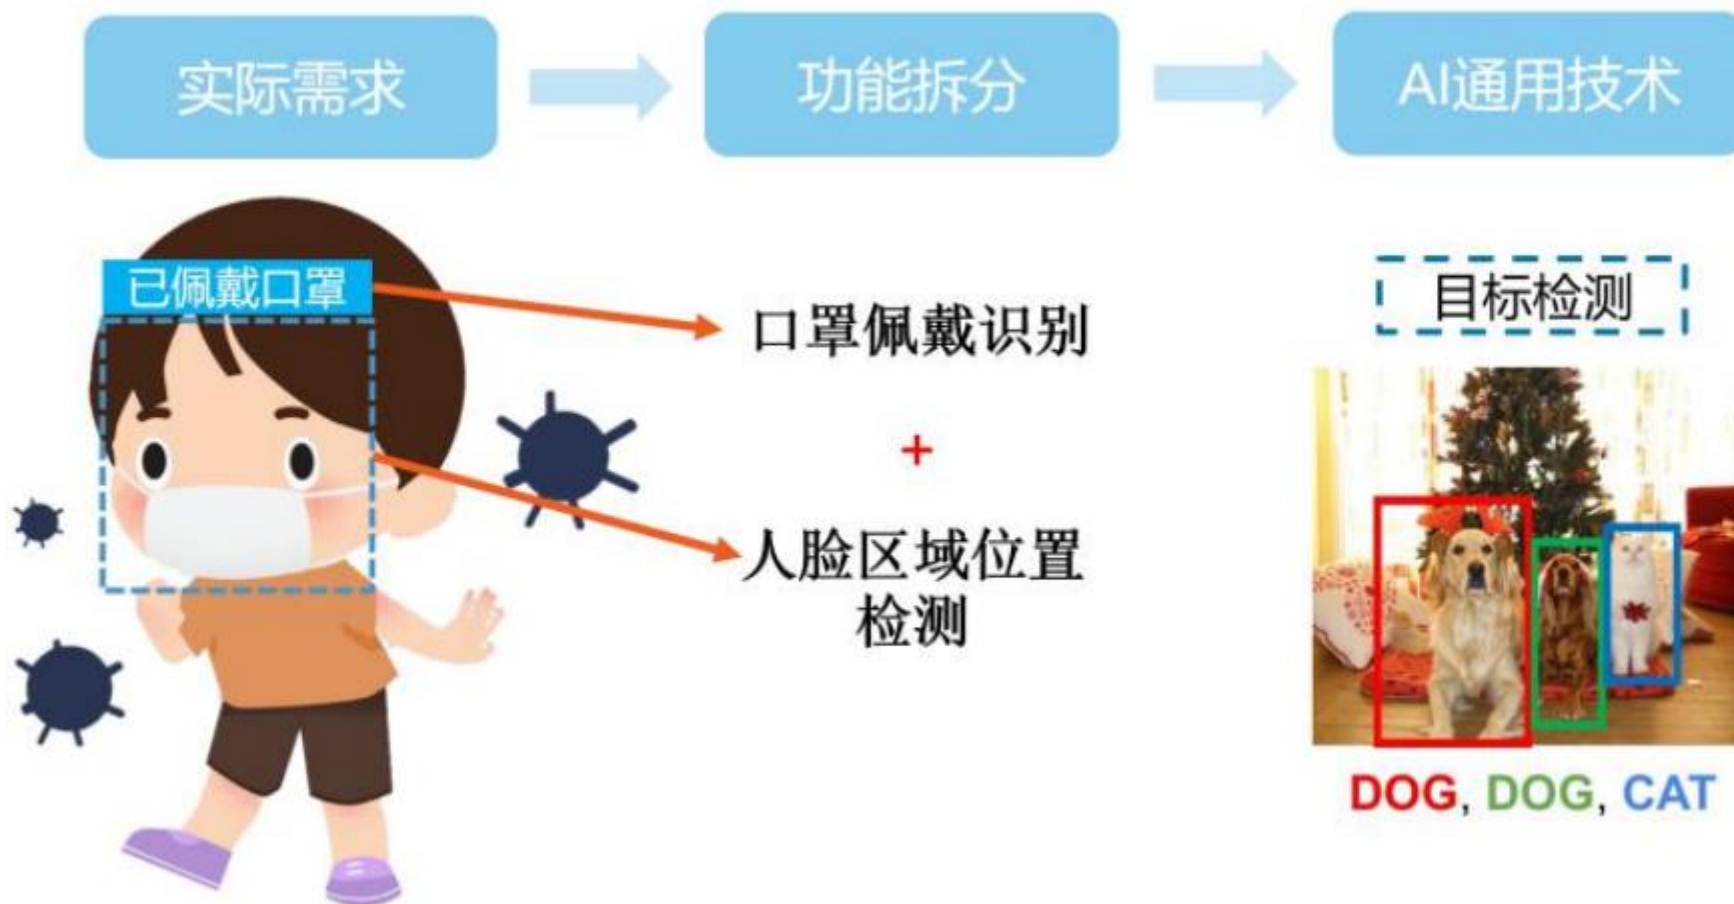 实际需求
功能拆分
AI通用技术
已佩戴口罩
口罩佩戴识别
+
人脸区域位置
检测
目标检测
DOG, DOG, CAT